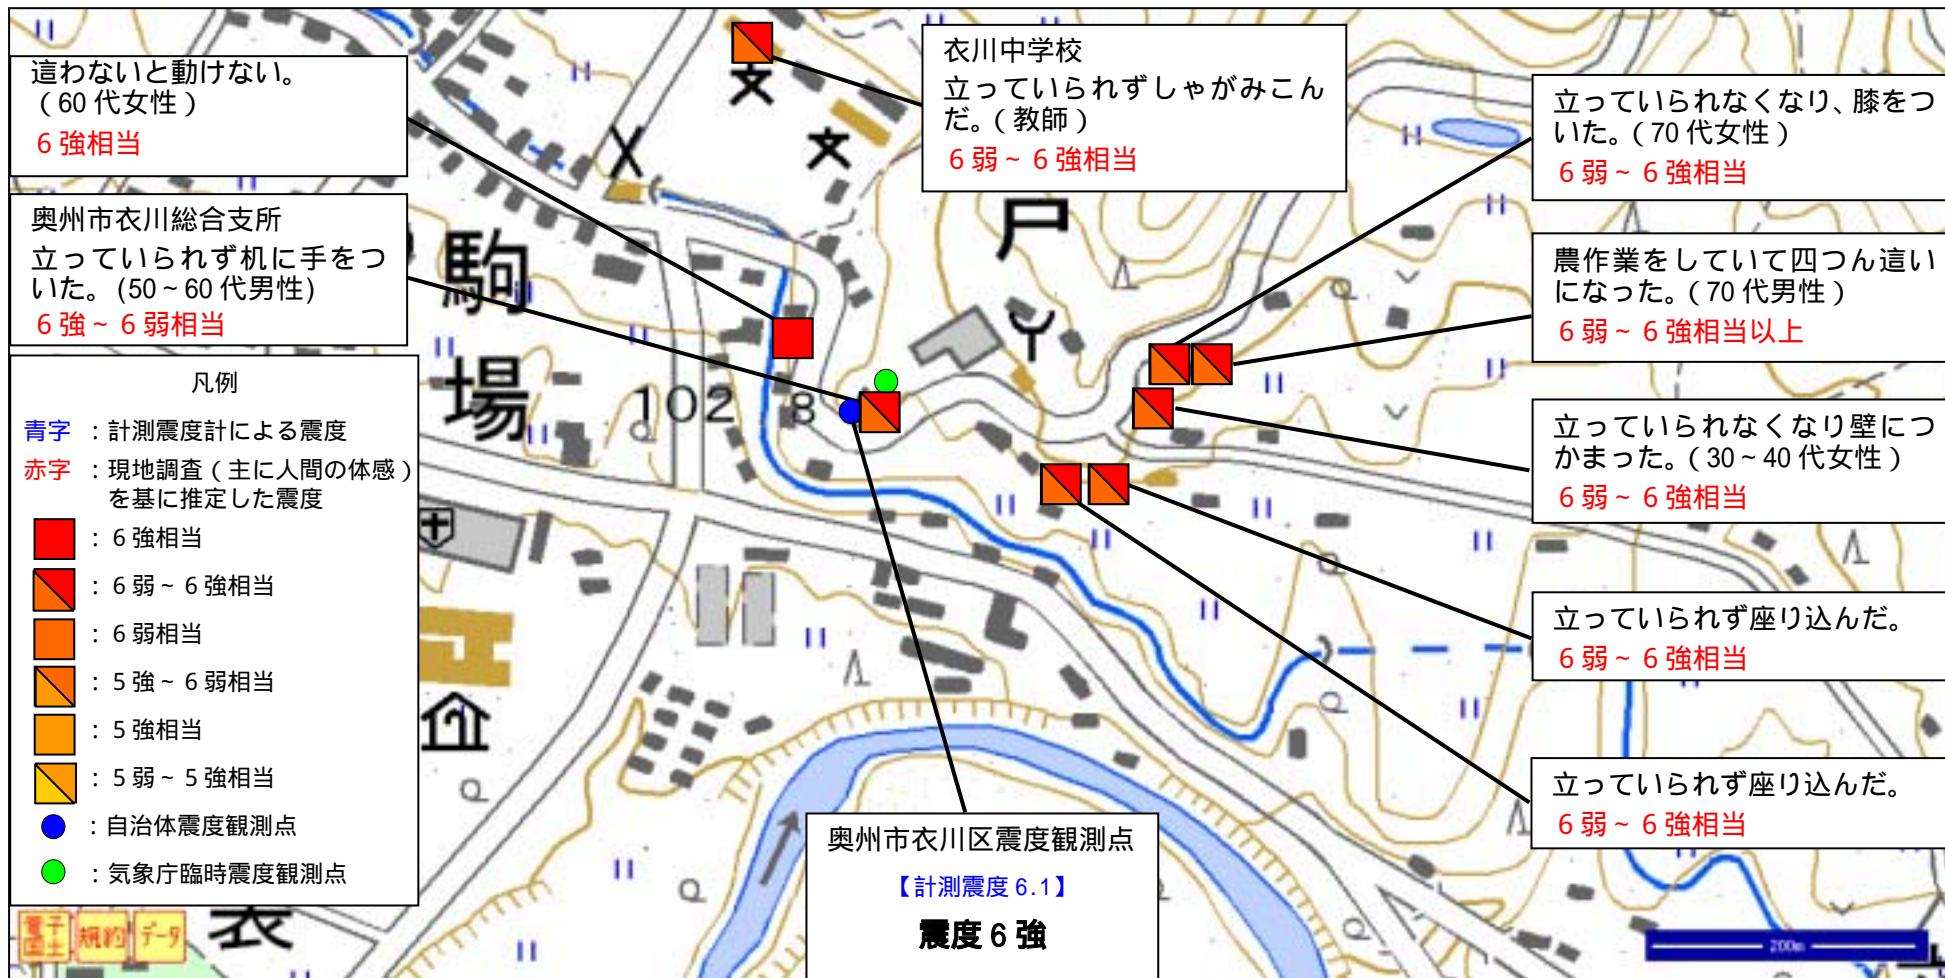 這わないと動けない。
（60代女性）
6強相当
奥州市衣川総合支所
立っていられず机に手をつ
いた。(50～60代男性)
6強～6弱相当
衣川中学校
立っていられずしゃがみこん
だ。（教師）
6弱～6強相当
立っていられなくなり、膝をつ
いた。（70代女性）
6弱～6強相当
農作業をしていて四つん這い
になった。（70代男性）
6弱～6強相当以上
立っていられなくなり壁につ
かまった。（30～40代女性）
6弱～6強相当
立っていられず座り込んだ。
6弱～6強相当
立っていられず座り込んだ。
6弱～6強相当
凡例
青字：計測震度計による震度
赤字：現地調査（主に人間の体感）
を基に推定した震度
：6強相当
：6弱～6強相当
：6弱相当
：5強～6弱相当
：5強相当
：5弱～5強相当
：自治体震度観測点
：気象庁臨時震度観測点
奥州市衣川区震度観測点
【計測震度6.1】
震度6強
駒場
戸
102
8
電子国土
規約
データ
200m